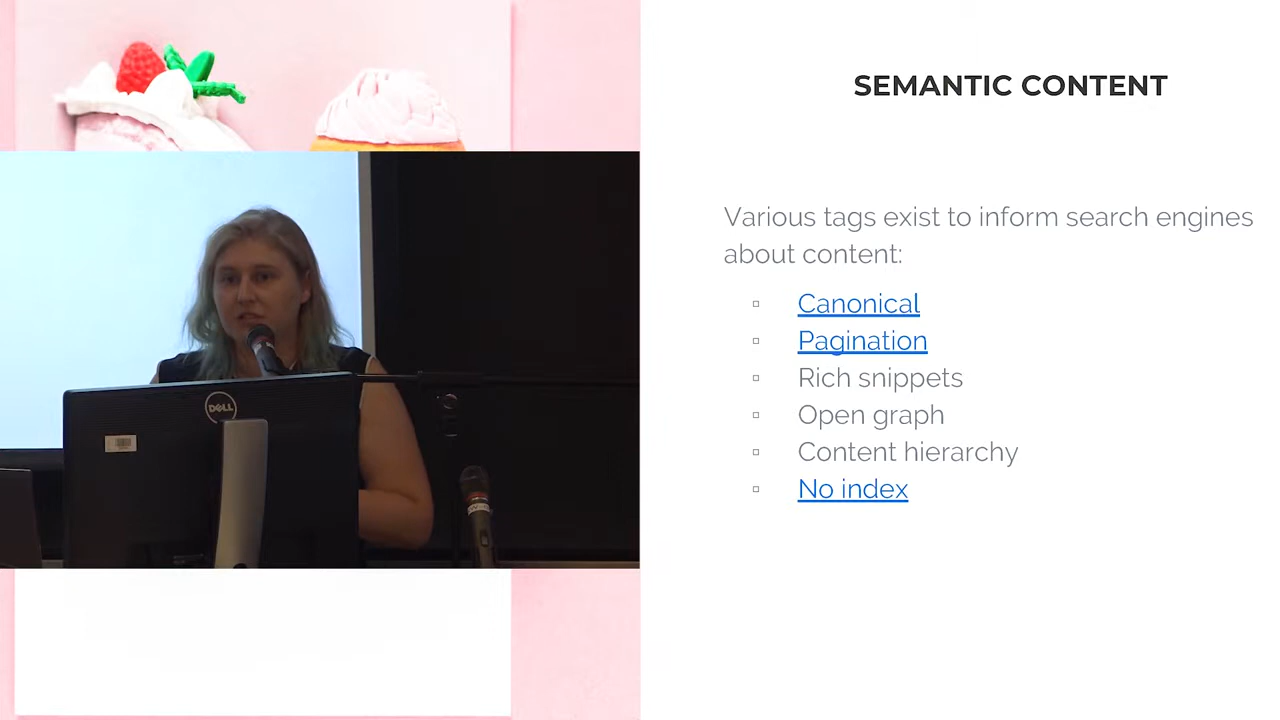 SEMANTIC CONTENT
Various tags exist to inform search engines
about content:
Canonical
Pagination
Rich snippets
Open graph
Content hierarchy
No index
DELL